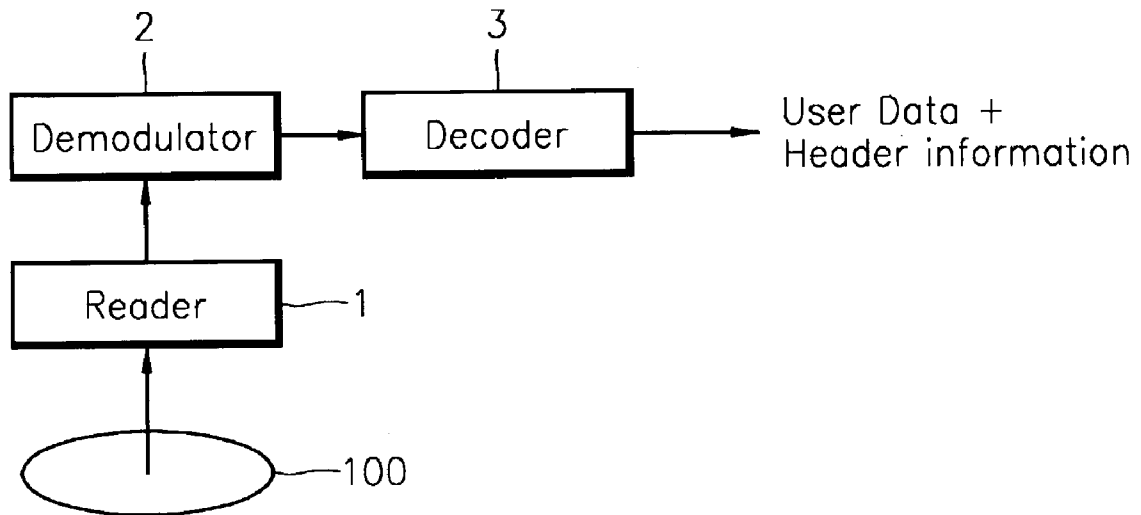 2
3
Demodulator
Decoder
User Data +
Header information
Reader
1
100